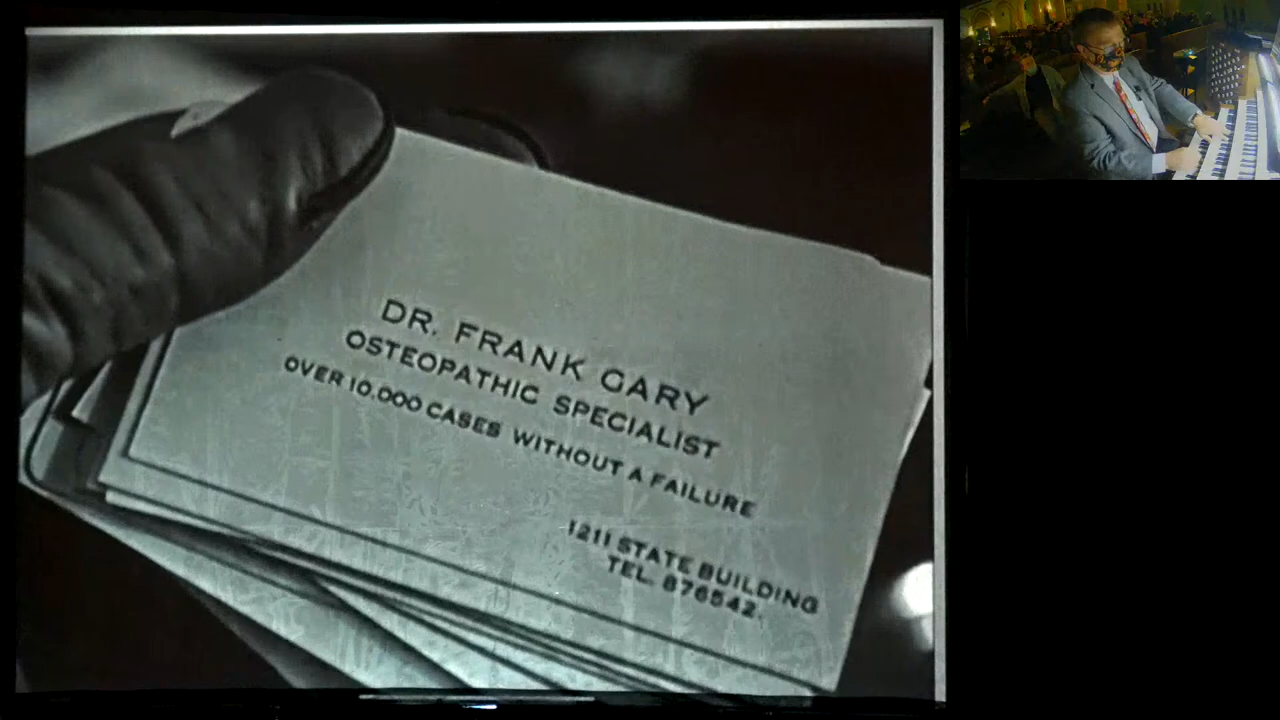 DR. FRANK GARY
OSTEOPATHIC SPECIALIST
OVER 10,000 CASES WITHOUT A FAILURE
1211 STATE BUILDING
TEL. 876542.